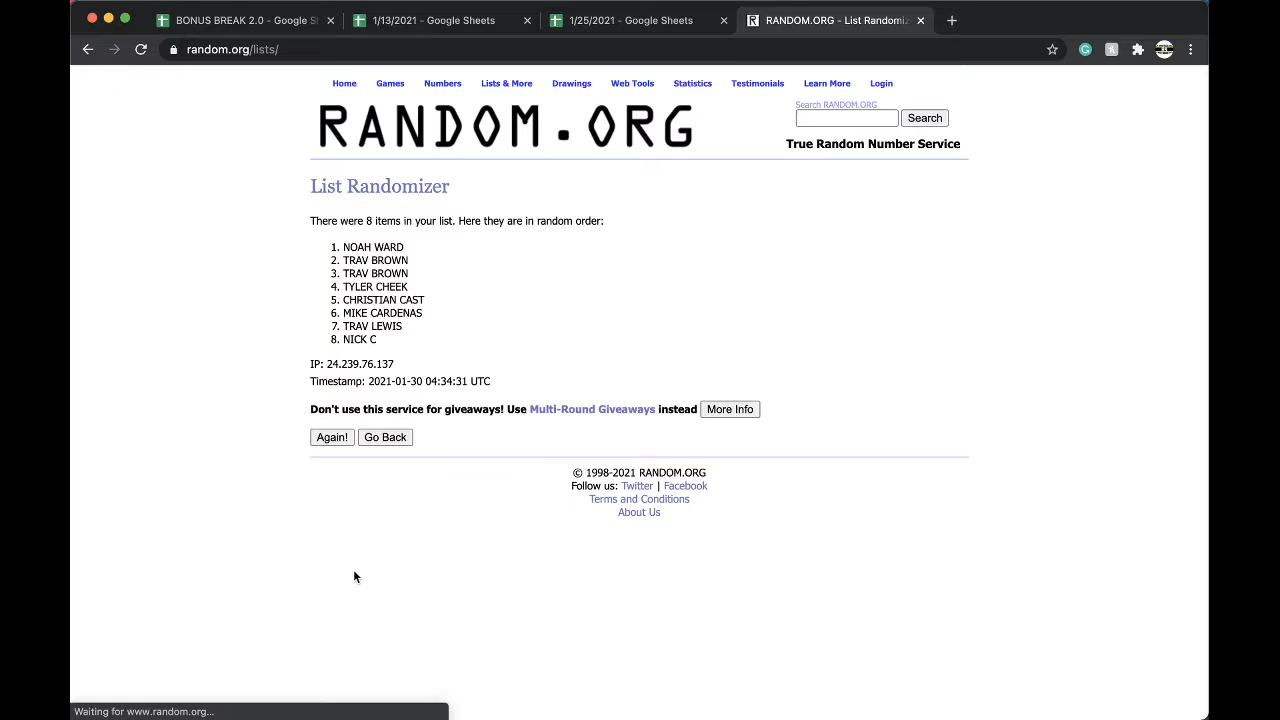 BONUS BREAK 2.0 - Google S
1/13/2021 - Google Sheets
1/25/2021 - Google Sheets
RANDOM.ORG - List Randomiz
random.org/lists/
Home Games Numbers Lists & More Drawings Web Tools Statistics Testimonials Learn More Login
RANDOM.ORG
Search RANDOM.ORG
Search
True Random Number Service
List Randomizer
There were 8 items in your list. Here they are in random order:
1. NOAH WARD
2. TRAV BROWN
3. TRAV BROWN
4. TYLER CHEEK
5. CHRISTIAN CAST
6. MIKE CARDENAS
7. TRAV LEWIS
8. NICK C
IP: 24.239.76.137
Timestamp: 2021-01-30 04:34:31 UTC
Don't use this service for giveaways! Use Multi-Round Giveaways instead More Info
Again! Go Back
© 1998-2021 RANDOM.ORG
Follow us: Twitter | Facebook
Terms and Conditions
About Us
Waiting for www.random.org...